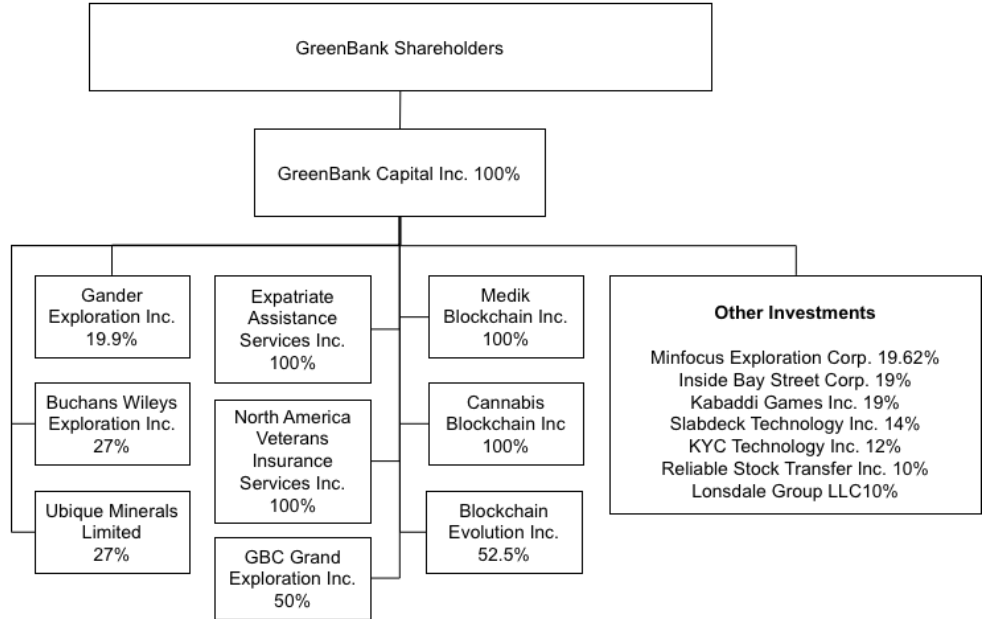 GreenBank Shareholders
GreenBank Capital Inc. 100%
Gander
Exploration Inc.
19.9%
Buchans Wileys
Exploration Inc.
27%
Ubique Minerals
Limited
27%
Expatriate
Assistance
Services Inc.
100%
North America
Veterans
Insurance
Services Inc.
100%
GBC Grand
Exploration Inc.
50%
Medik
Blockchain Inc.
100%
Cannabis
Blockchain Inc
100%
Blockchain
Evolution Inc.
52.5%
Other Investments
Minfocus Exploration Corp. 19.62%
Inside Bay Street Corp. 19%
Kabaddi Games Inc. 19%
Slabdeck Technology Inc. 14%
KYC Technology Inc. 12%
Reliable Stock Transfer Inc. 10%
Lonsdale Group LLC10%